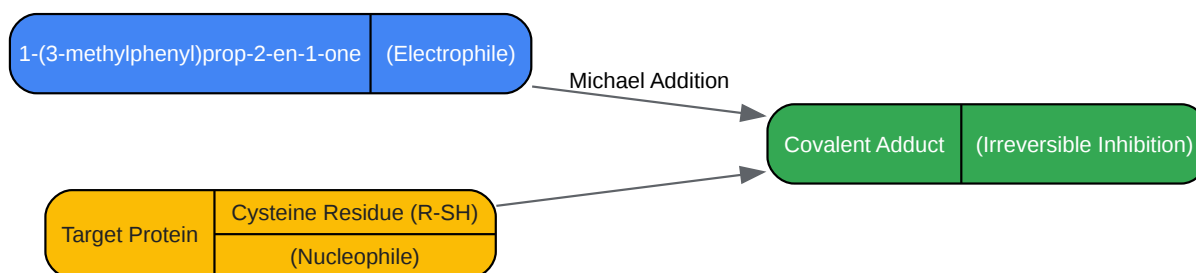 1-(3-methylphenyl)prop-2-en-1-one
(Electrophile)
Michael Addition
Covalent Adduct
(Irreversible Inhibition)
Target Protein
Cysteine Residue (R-SH)
(Nucleophile)